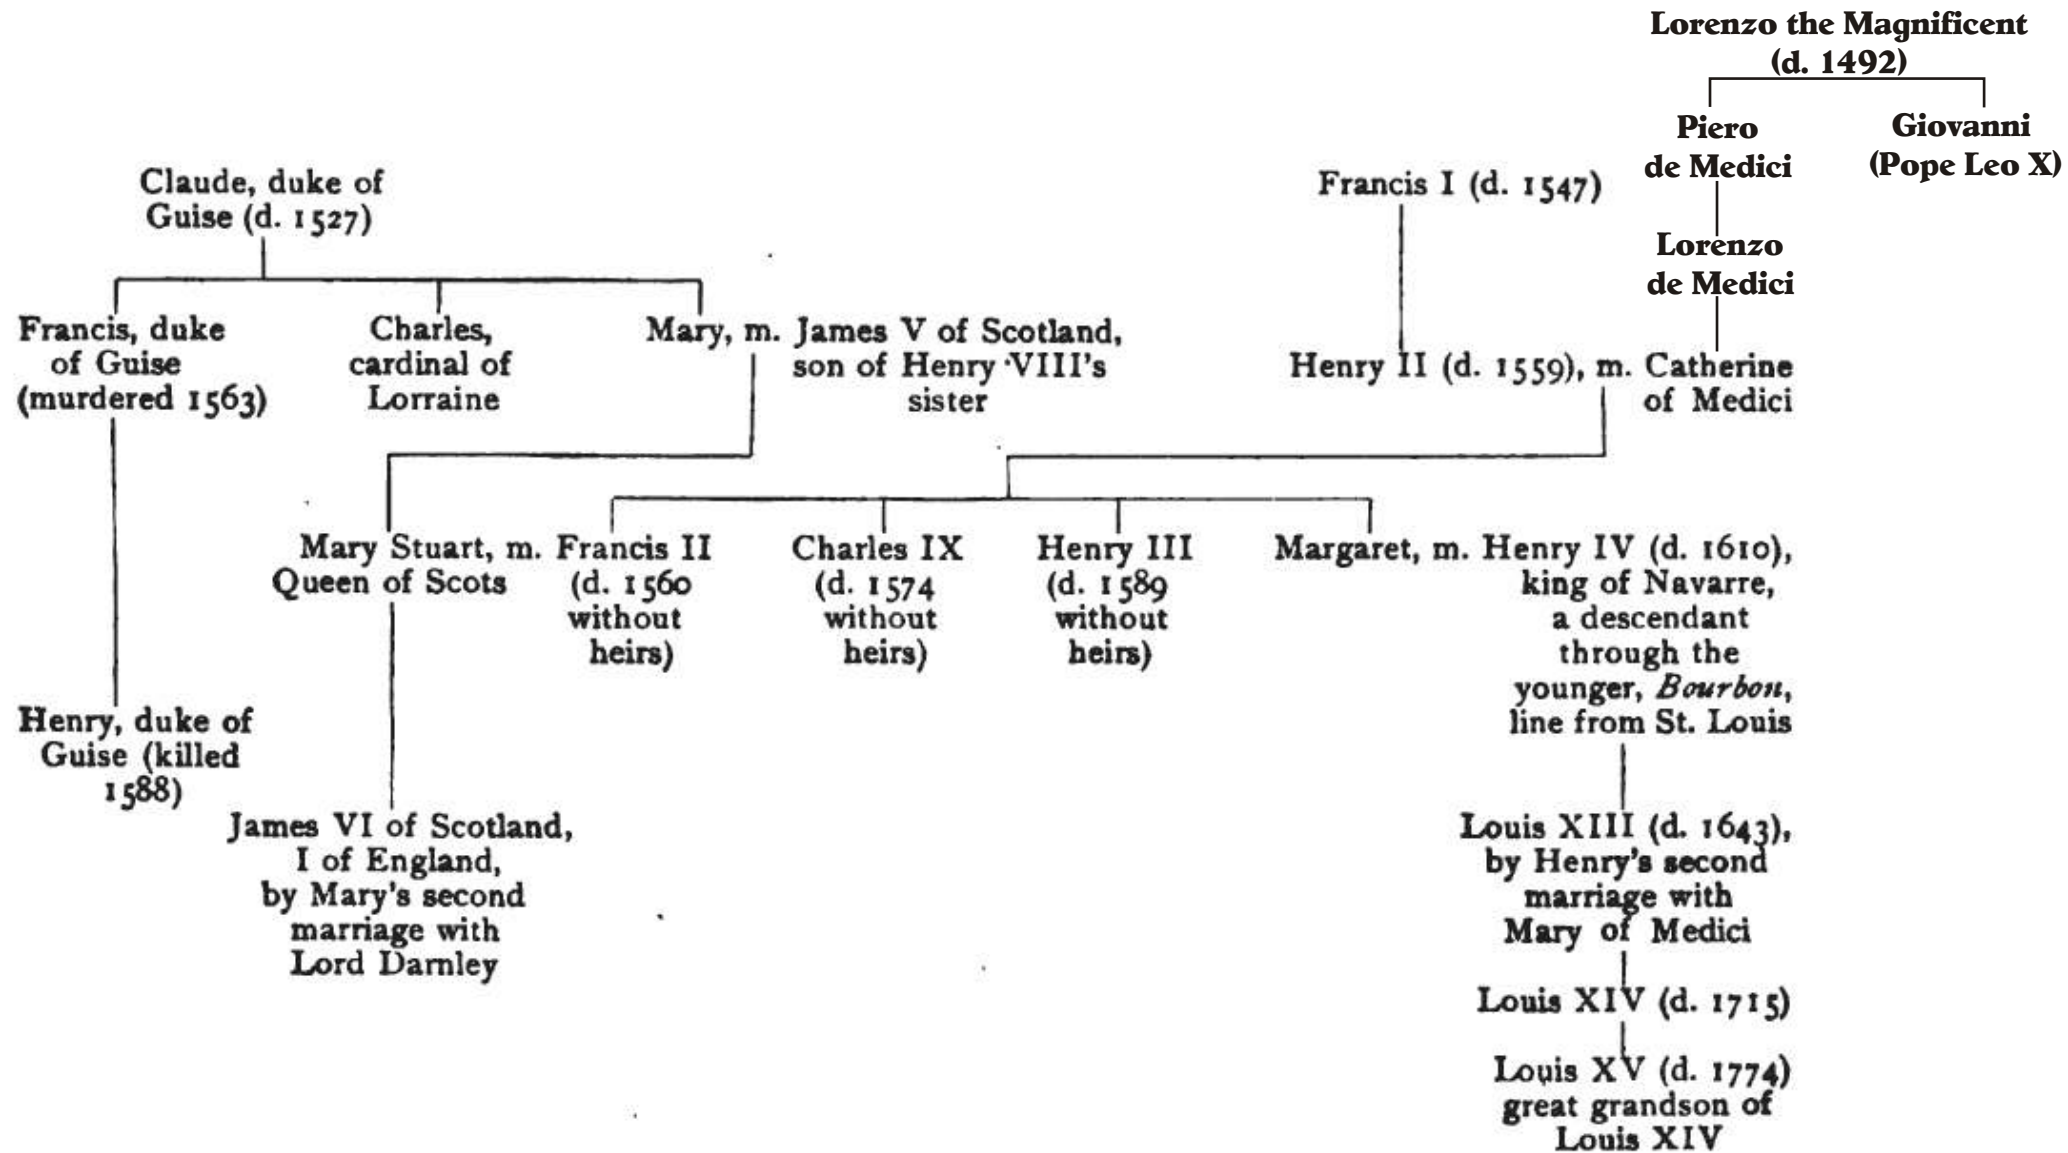 Lorenzo the Magnificent
(d. 1492)
Piero
de Medici
Giovanni
(Pope Leo X)
Claude, duke of
Guise (d. 1527)
Francis I (d. 1547)
Lorenzo
de Medici
Francis, duke
of Guise
(murdered 1563)
Charles,
cardinal of
Lorraine
Mary, m. James V of Scotland,
son of Henry VIII's
sister
Henry II (d. 1559), m. Catherine
of Medici
Mary Stuart, m. Francis II
Queen of Scots
(d. 1560
without
heirs)
Charles IX
(d. 1574
without
heirs)
Henry III
(d. 1589
without
heirs)
Margaret, m. Henry IV (d. 1610),
king of Navarre,
a descendant
through the
younger, Bourbon,
line from St. Louis
Henry, duke of
Guise (killed
1588)
James VI of Scotland,
I of England,
by Mary's second
marriage with
Lord Darnley
Louis XIII (d. 1643),
by Henry's second
marriage with
Mary of Medici
Louis XIV (d. 1715)
Louis XV (d. 1774)
great grandson of
Louis XIV